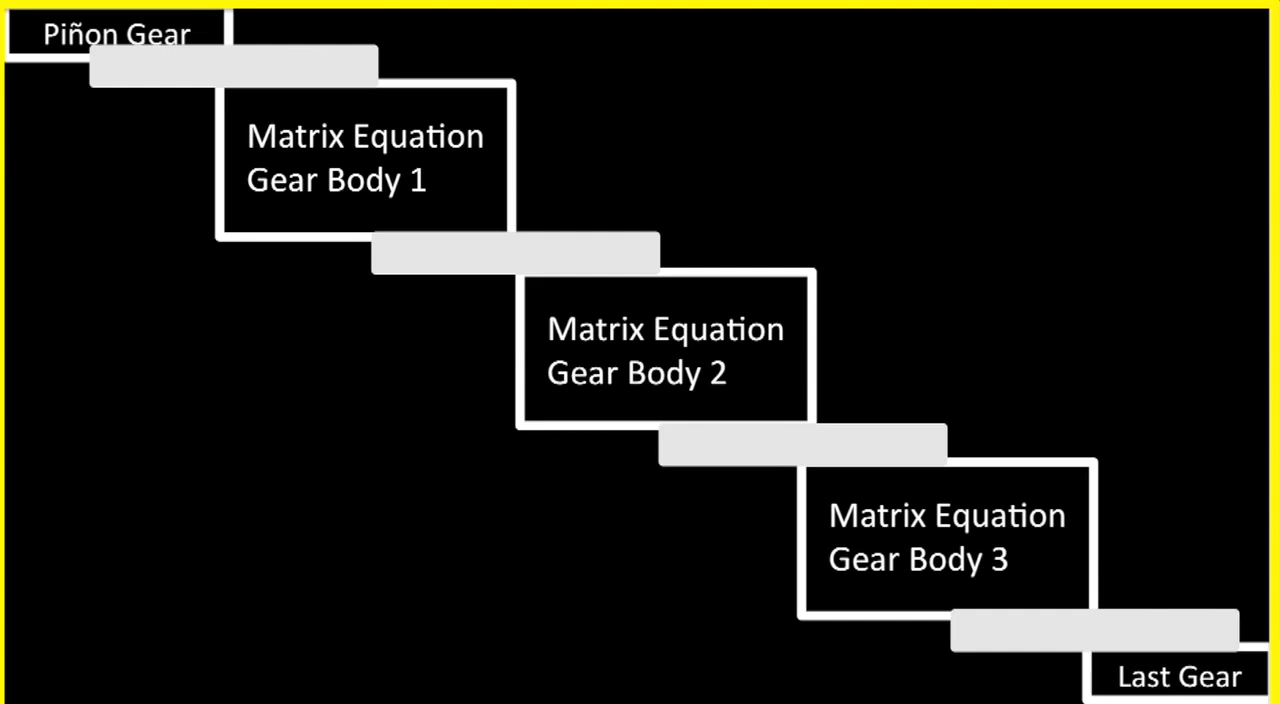 Piñon Gear
Matrix Equation
Gear Body 1
Matrix Equation
Gear Body 2
Matrix Equation
Gear Body 3
Last Gear